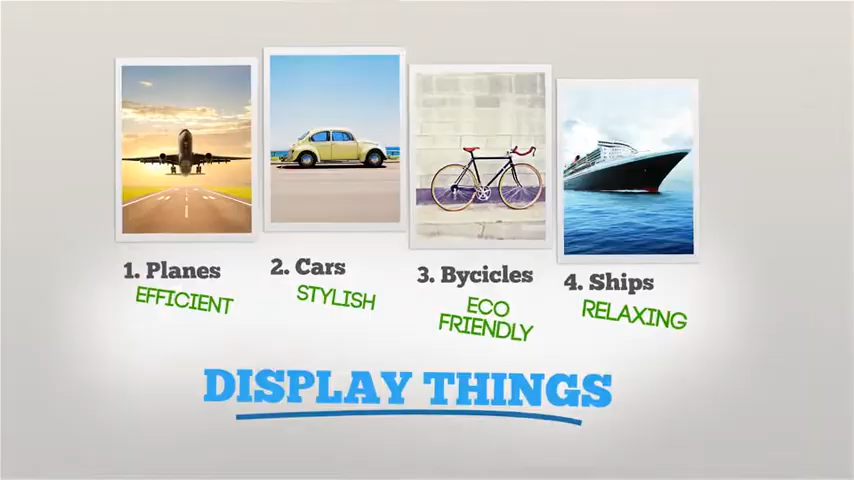 1. Planes
EFFICIENT
2. Cars
STYLISH
3. Bycicles
ECO
FRIENDLY
4. Ships
RELAXING
DISPLAY THINGS